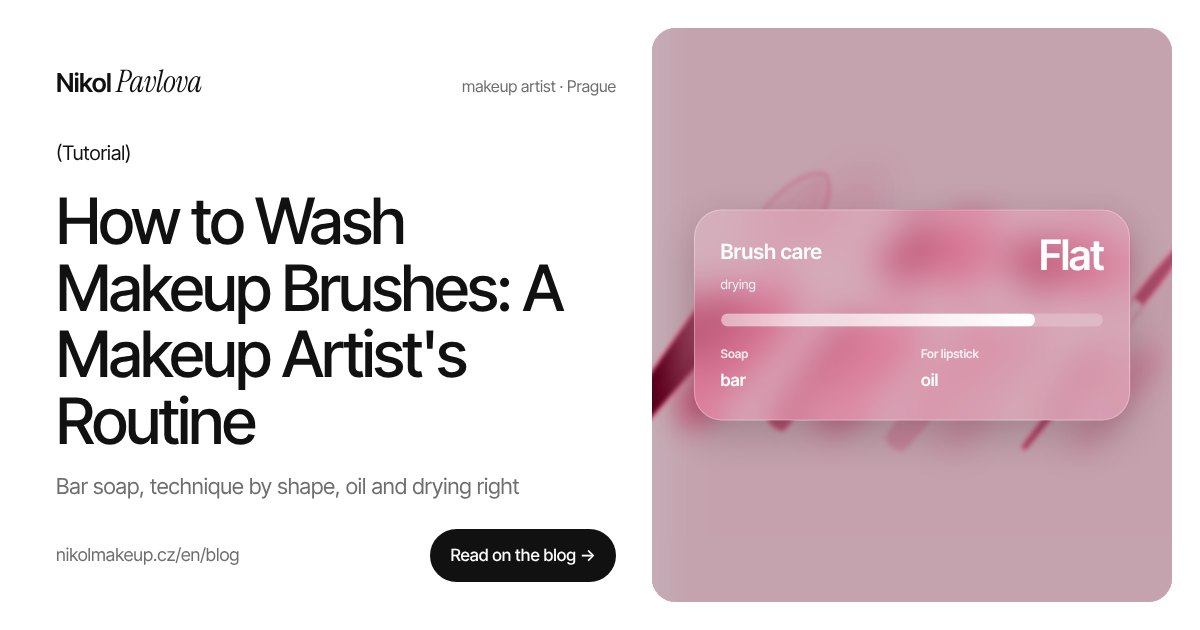 Nikol Pavlova
makeup artist · Prague
(Tutorial)
How to Wash
Makeup Brushes: A
Makeup Artist's
Routine
Bar soap, technique by shape, oil and drying right
nikolmakeup.cz/en/blog
Read on the blog →
Brush care
Flat
drying
Soap
For lipstick
bar
oil